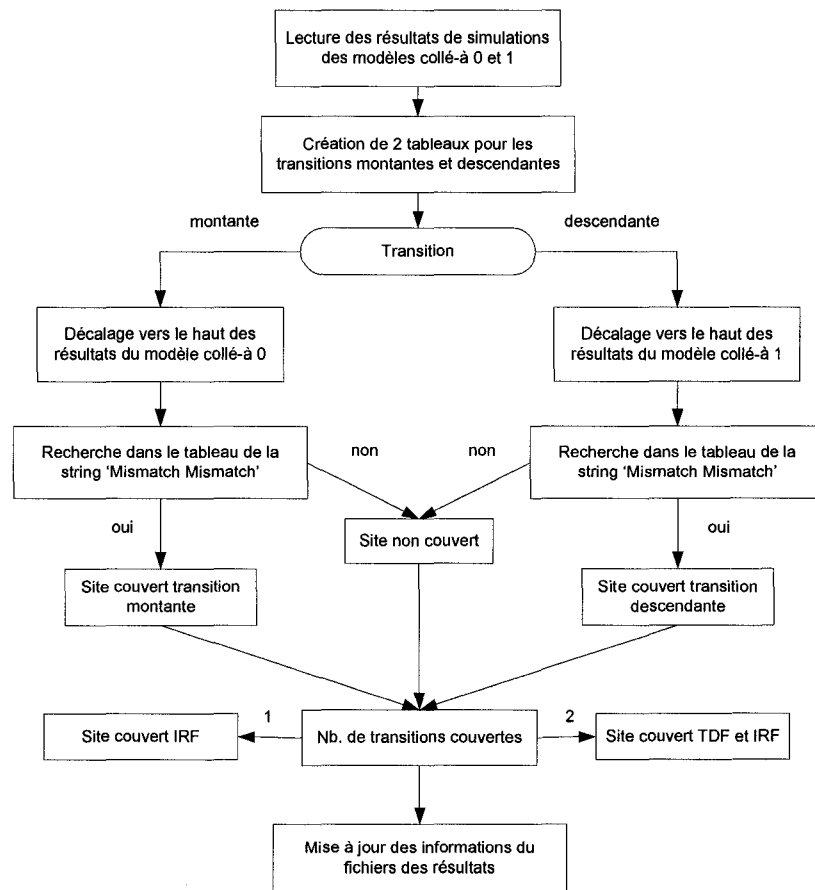 Lecture des résultats de simulations
des modèles collé-à 0 et 1
Création de 2 tableaux pour les
transitions montantes et descendantes
montante
descendante
Transition
Décalage vers le haut des
résultats du modèle collé-à 0
Décalage vers le haut des
résultats du modèle collé-à 1
Recherche dans le tableau de la
string ‘Mismatch Mismatch’
non
non
Recherche dans le tableau de la
string ‘Mismatch Mismatch’
oui
Site non couvert
oui
Site couvert transition
montante
Site couvert transition
descendante
Site couvert IRF
1
Nb. de transitions couvertes
2
Site couvert TDF et IRF
Mise à jour des informations du
fichiers des résultats